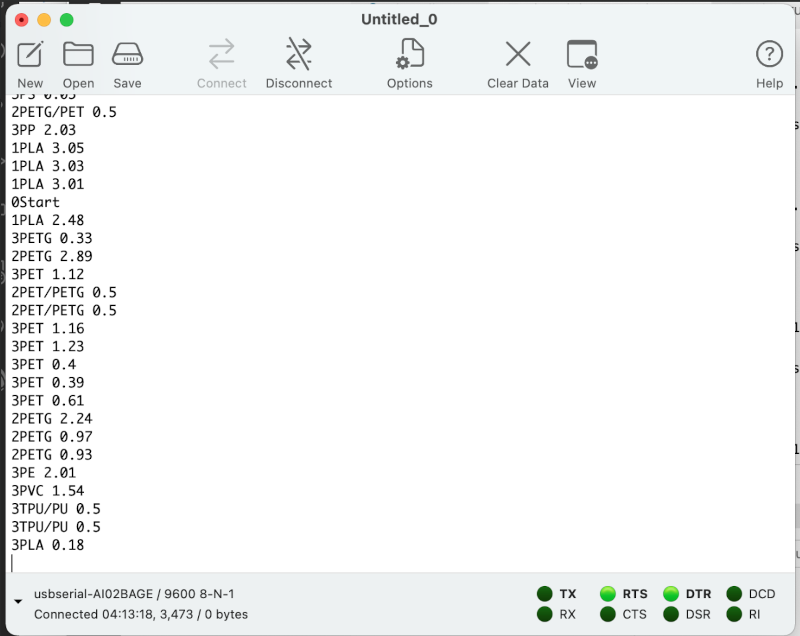 Untitled_0
New Open Save Connect Disconnect Options Clear Data View Help
2PETG/PET 0.5
3PP 2.03
1PLA 3.05
1PLA 3.03
1PLA 3.01
0Start
1PLA 2.48
3PETG 0.33
2PETG 2.89
3PET 1.12
2PET/PETG 0.5
2PET/PETG 0.5
3PET 1.16
3PET 1.23
3PET 0.4
3PET 0.39
3PET 0.61
2PETG 2.24
2PETG 0.97
2PETG 0.93
3PE 2.01
3PVC 1.54
3TPU/PU 0.5
3TPU/PU 0.5
3PLA 0.18
usbserial-AI02BAGE / 9600 8-N-1
Connected 04:13:18, 3,473 / 0 bytes
TX RTS DTR DCD
RX CTS DSR RI